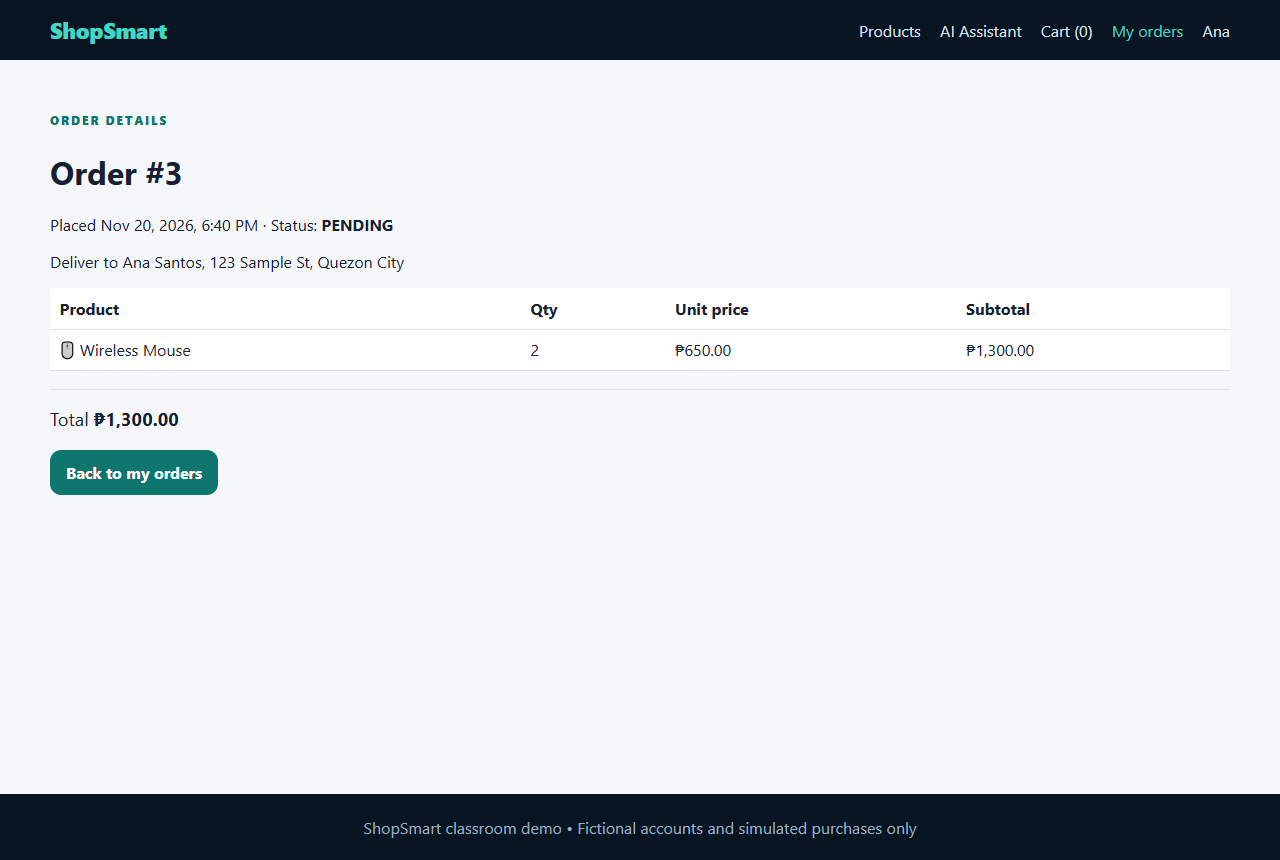 ShopSmart
Products AI Assistant Cart (0) My orders Ana
ORDER DETAILS
Order #3
Placed Nov 20, 2026, 6:40 PM · Status: PENDING
Deliver to Ana Santos, 123 Sample St, Quezon City
Product Qty Unit price Subtotal
Wireless Mouse 2 ₱650.00 ₱1,300.00
Total ₱1,300.00
Back to my orders
ShopSmart classroom demo • Fictional accounts and simulated purchases only